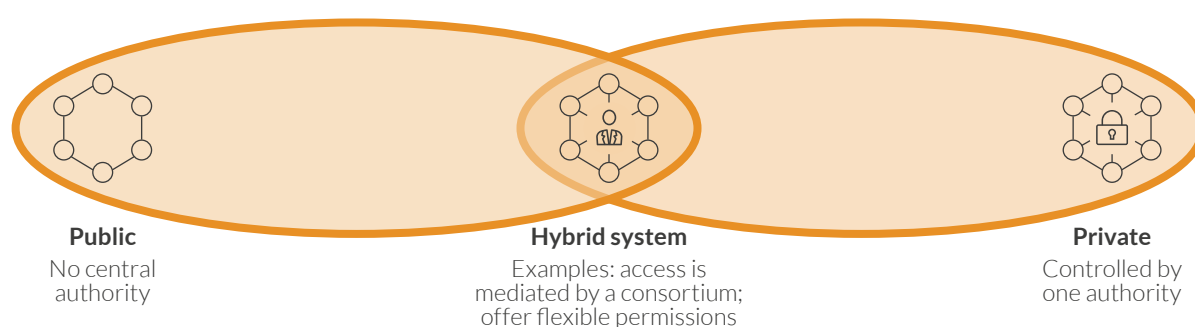 Public
No central
authority
Hybrid system
Examples: access is
mediated by a consortium;
offer flexible permissions
Private
Controlled by
one authority